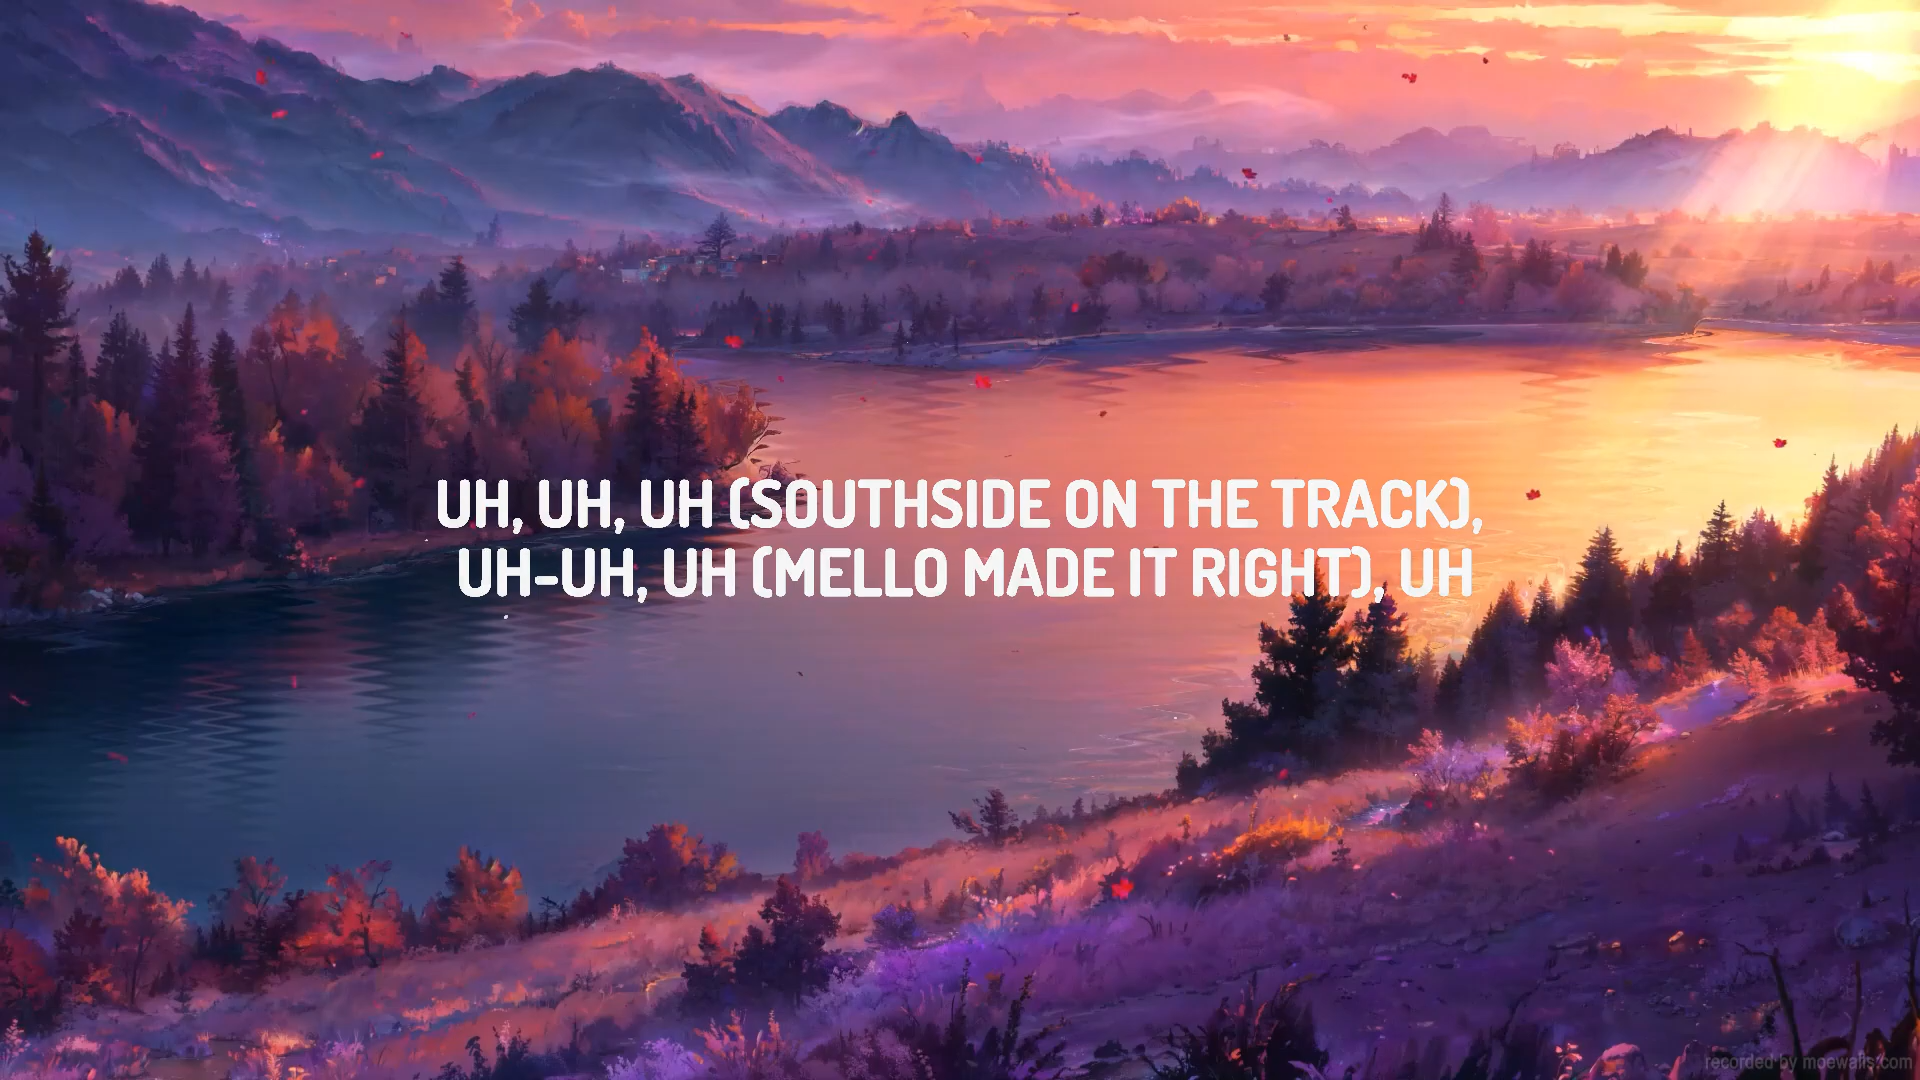 UH, UH, UH (SOUTHSIDE ON THE TRACK),
UH-UH, UH (MELLO MADE IT RIGHT), UH
recorded by moewalls.com